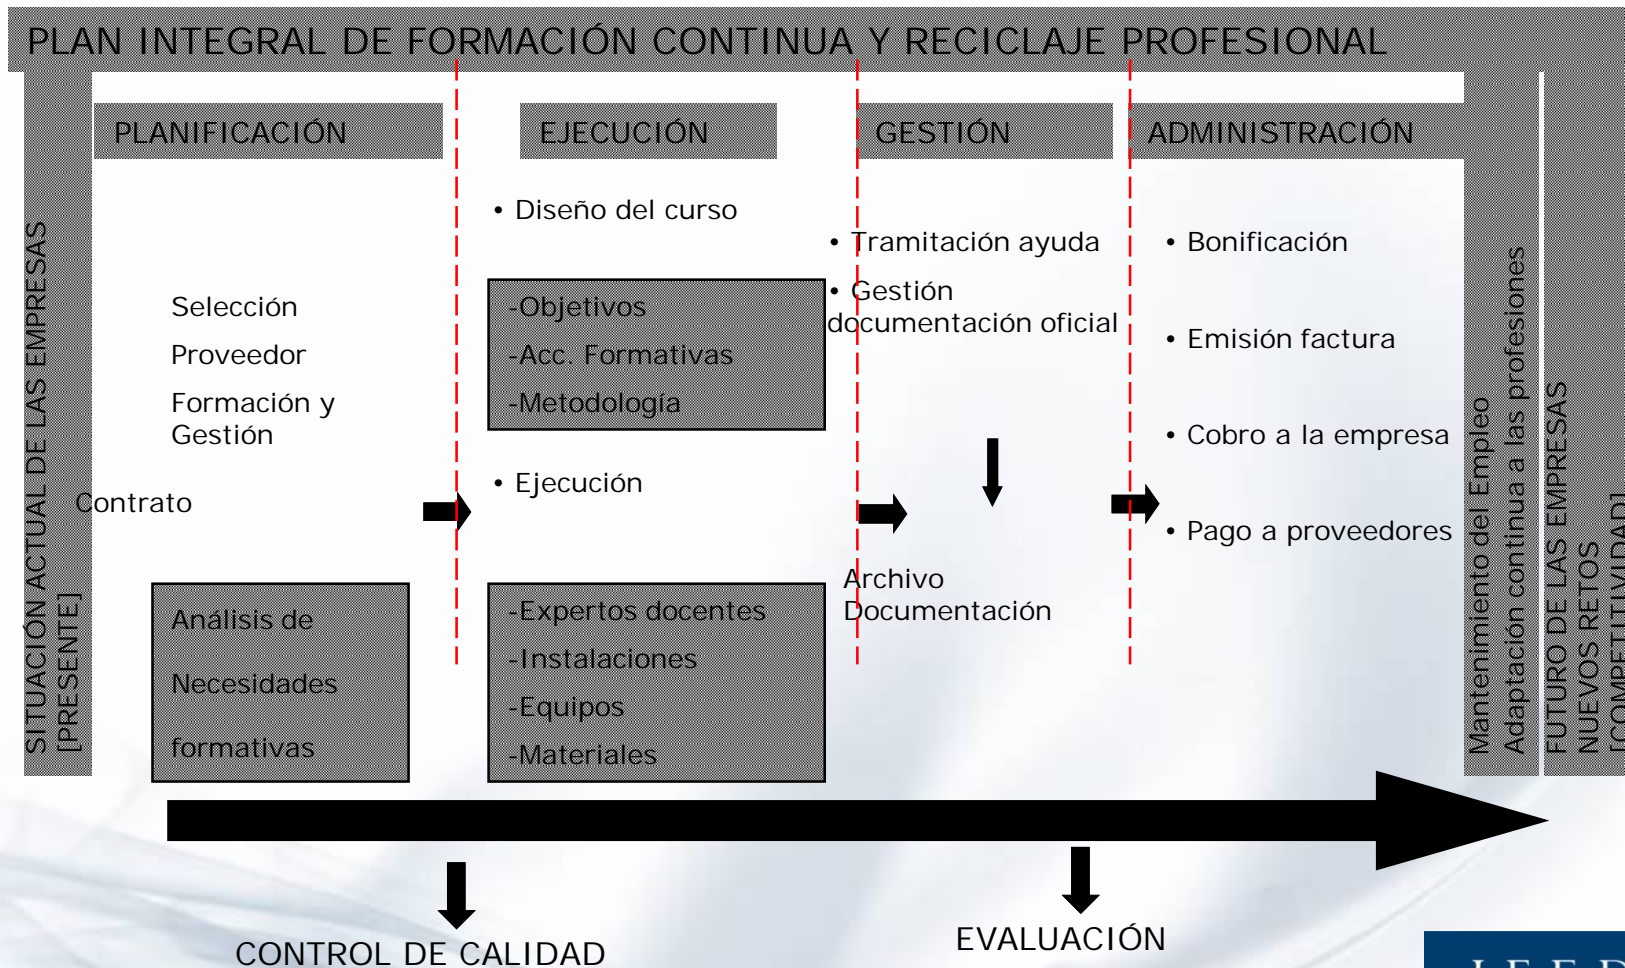 PLAN INTEGRAL DE FORMACIÓN CONTINUA Y RECICLAJE PROFESIONAL
SITUACIÓN ACTUAL DE LAS EMPRESAS
[PRESENTE]
PLANIFICACIÓN
Selección
Proveedor
Formación y
Gestión
Contrato
Análisis de
Necesidades
formativas
EJECUCIÓN
• Diseño del curso
-Objetivos
-Acc. Formativas
-Metodología
• Ejecución
-Expertos docentes
-Instalaciones
-Equipos
-Materiales
GESTIÓN
• Tramitación ayuda
• Gestión
documentación oficial
Archivo
Documentación
ADMINISTRACIÓN
• Bonificación
• Emisión factura
• Cobro a la empresa
• Pago a proveedores
Mantenimiento del Empleo
Adaptación continua a las profesiones
FUTURO DE LAS EMPRESAS
NUEVOS RETOS
[COMPETITIVIDAD]
CONTROL DE CALIDAD
EVALUACIÓN